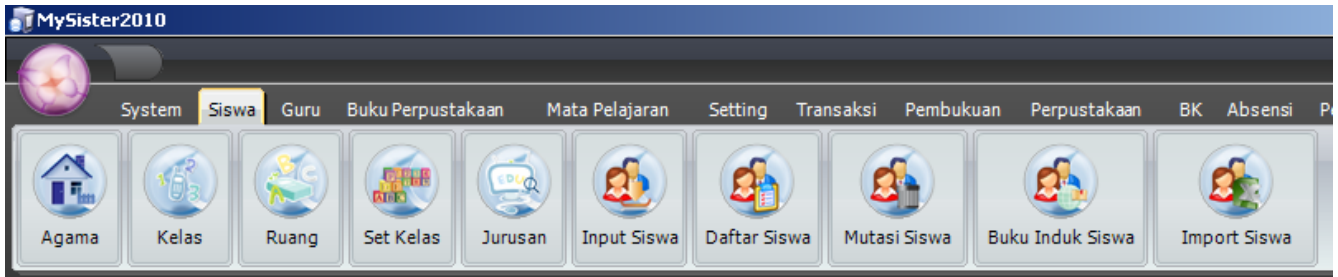 MySister2010
System Siswa Guru Buku Perpustakaan Mata Pelajaran Setting Transaksi Pembukuan Perpustakaan BK Absensi
Agama Kelas Ruang Set Kelas Jurusan Input Siswa Daftar Siswa Mutasi Siswa Buku Induk Siswa Import Siswa